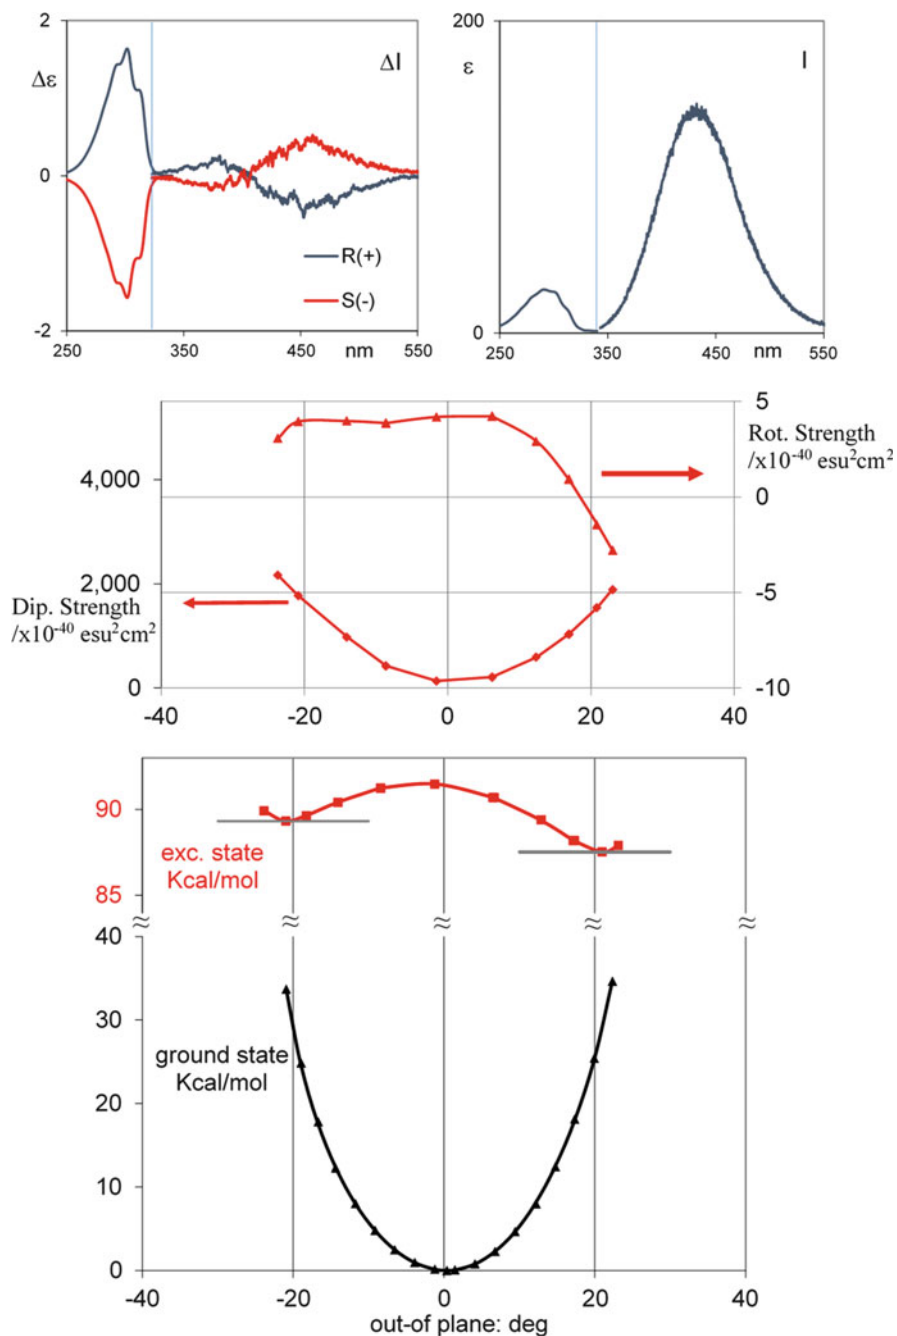 2
Δε
ΔI
0
R(+)
S(-)
-2
250
350
450
nm
550
200
ε
I
0
250
350
450
nm
550
5
Rot. Strength
/x10⁻⁴⁰ esu²cm²
4,000
0
2,000
-5
Dip. Strength
/x10⁻⁴⁰ esu²cm²
0
-10
-40
-20
0
20
40
90
exc. state
Kcal/mol
85
≈
≈
≈
≈
≈
40
30
ground state
Kcal/mol
20
10
0
-40
-20
0
20
40
out-of plane: deg